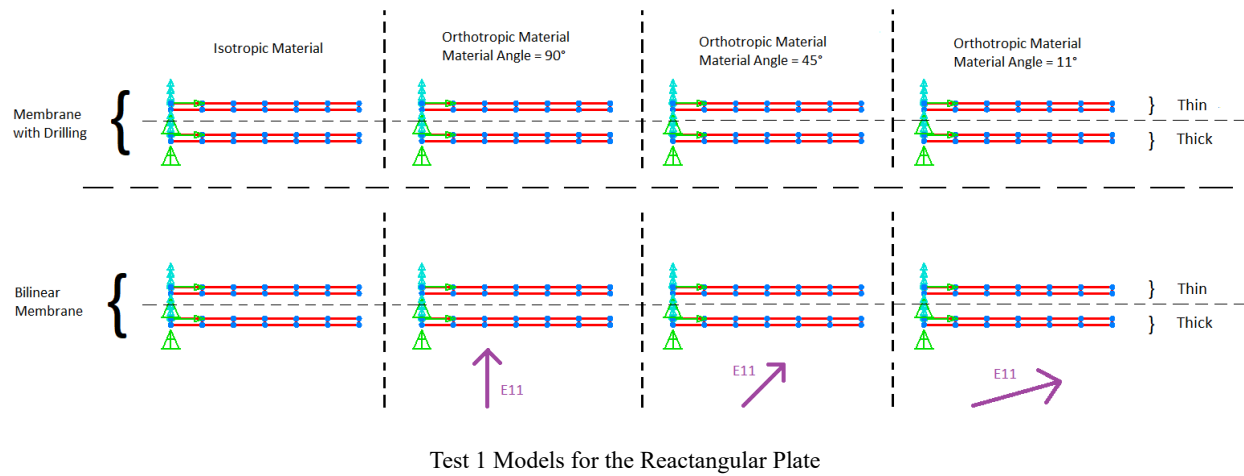 Isotropic Material
Orthotropic Material
Material Angle = 90°
Orthotropic Material
Material Angle = 45°
Orthotropic Material
Material Angle = 11°
Membrane
with Drilling
{
} Thin
} Thick
Bilinear
Membrane
{
} Thin
} Thick
E11
E11
E11
Test 1 Models for the Reactangular Plate